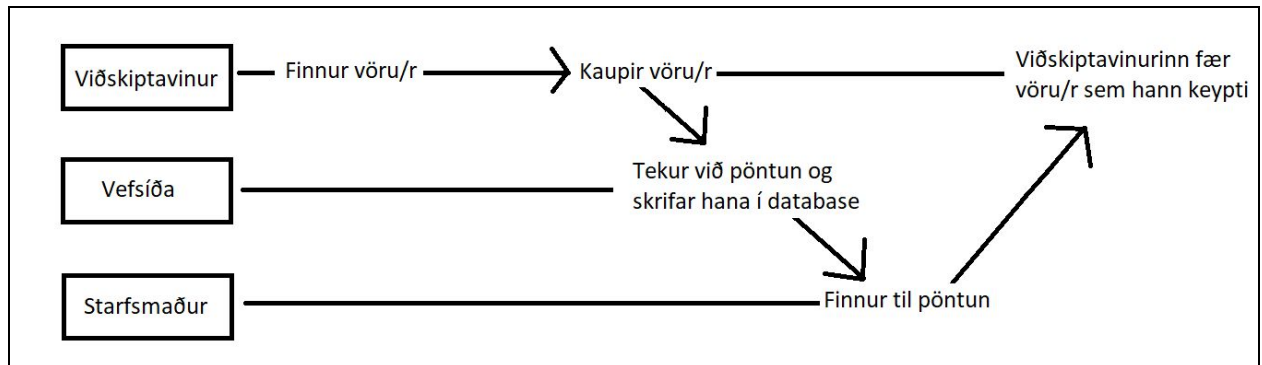 Viðskiptavinur
Finnur vöru/r
Kaupir vöru/r
Viðskiptavinurinn fær
vöru/r sem hann keypti
Vefsíða
Tekur við pöntun og
skrifar hana í database
Starfsmaður
Finnur til pöntun